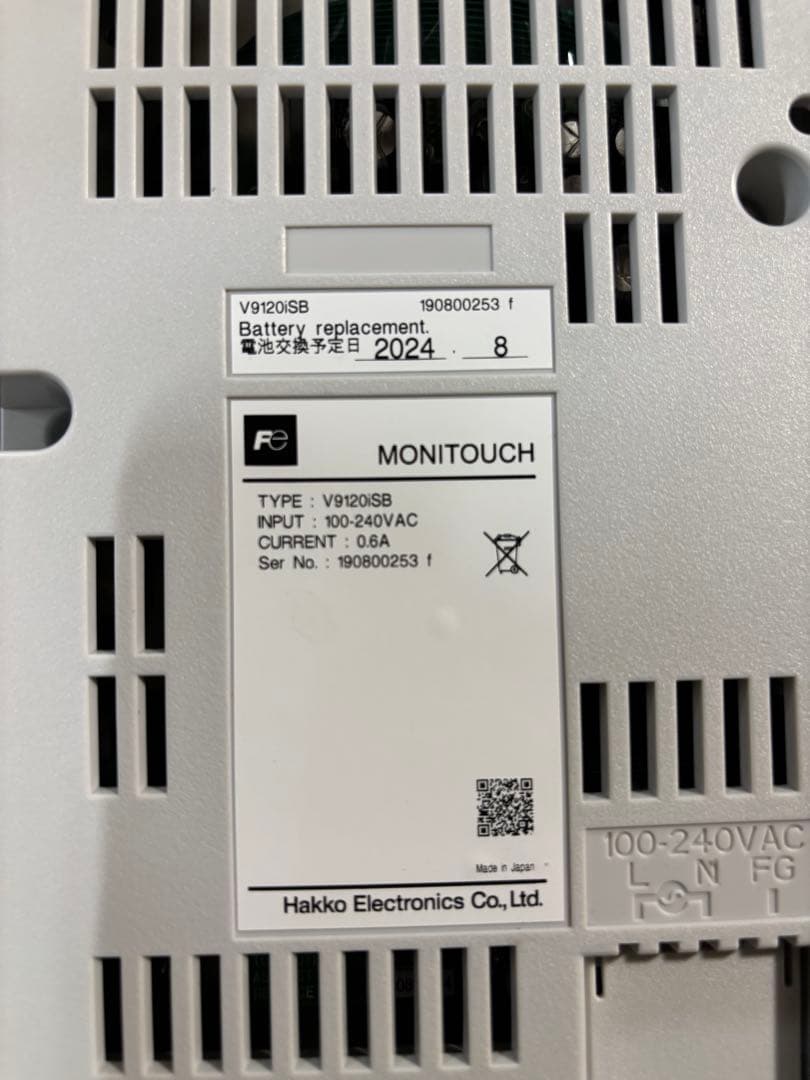 V9120iSB 190800253 f
Battery replacement.
電池交換予定日 2024 . 8
Fe
MONITOUCH
TYPE : V9120iSB
INPUT : 100-240VAC
CURRENT : 0.6A
Ser No. : 190800253 f
Made in Japan
Hakko Electronics Co., Ltd.
100-240VAC
L N FG